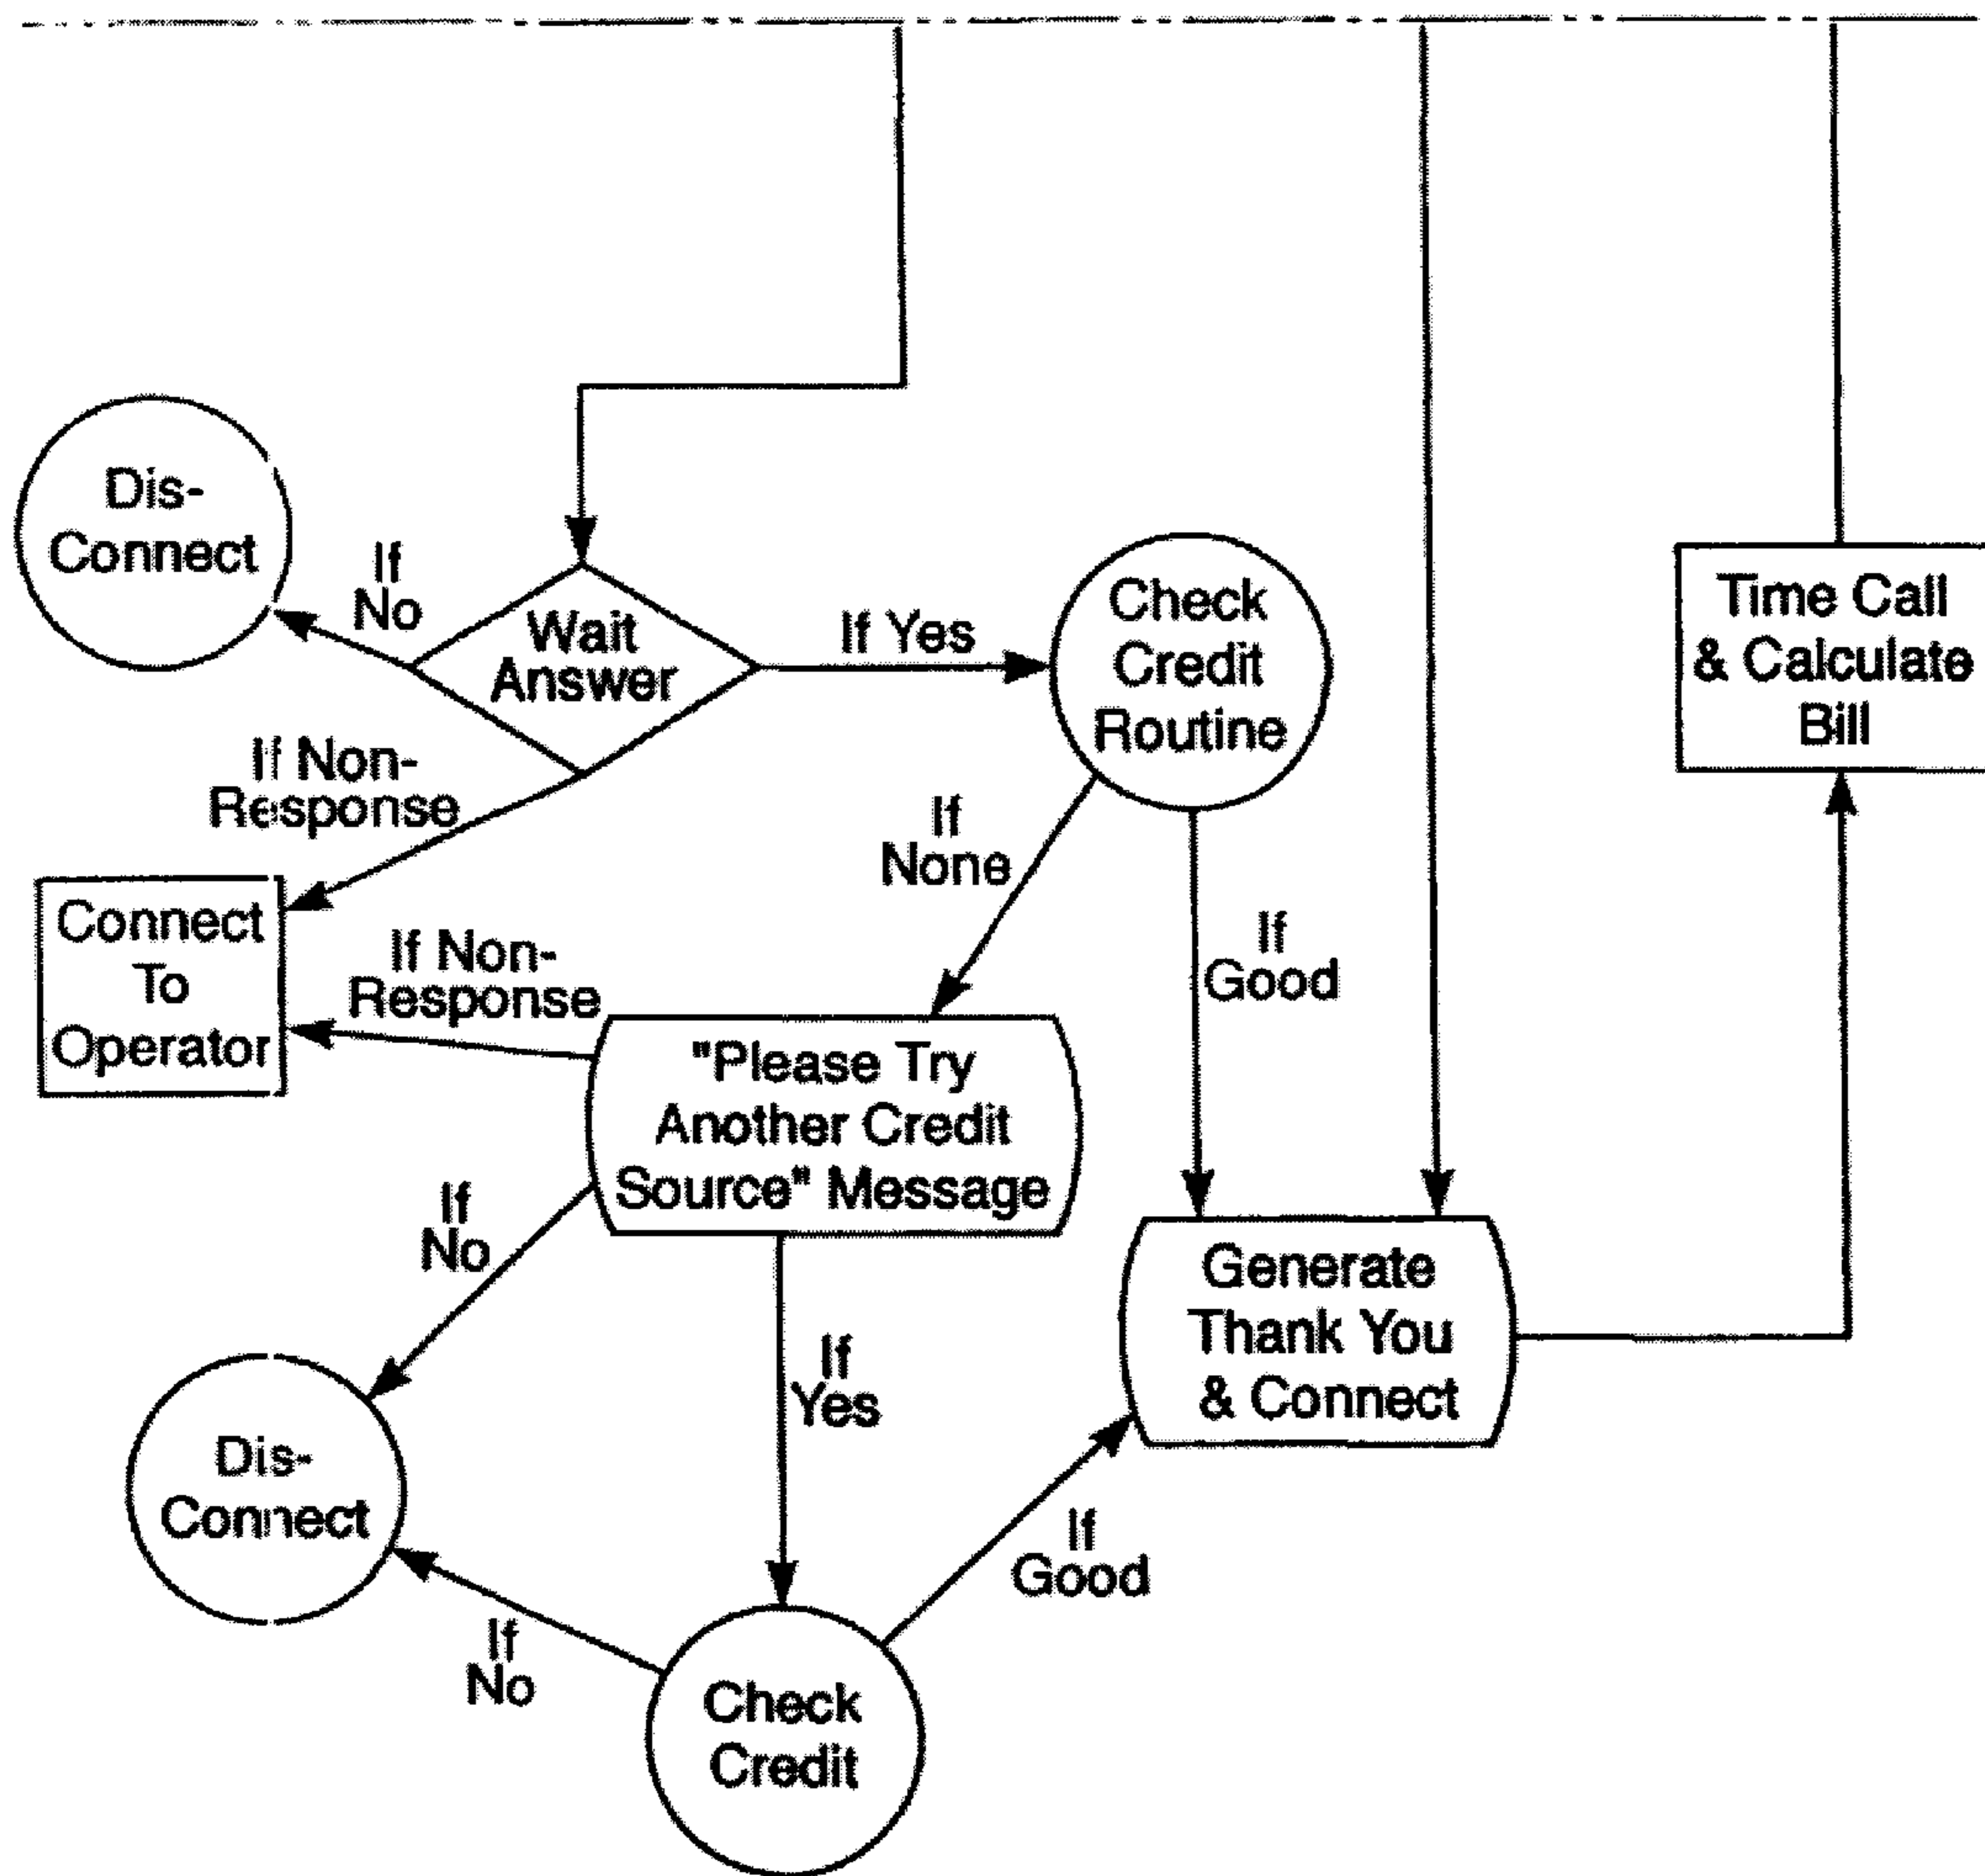 Dis-
Connect
If
No
Wait
Answer
If Yes
Check
Credit
Routine
Time Call
& Calculate
Bill
If Non-
Response
If
None
If
Good
Connect
To
Operator
If Non-
Response
"Please Try
Another Credit
Source" Message
If
No
If
Yes
Generate
Thank You
& Connect
Dis-
Connect
If
No
If
Good
Check
Credit